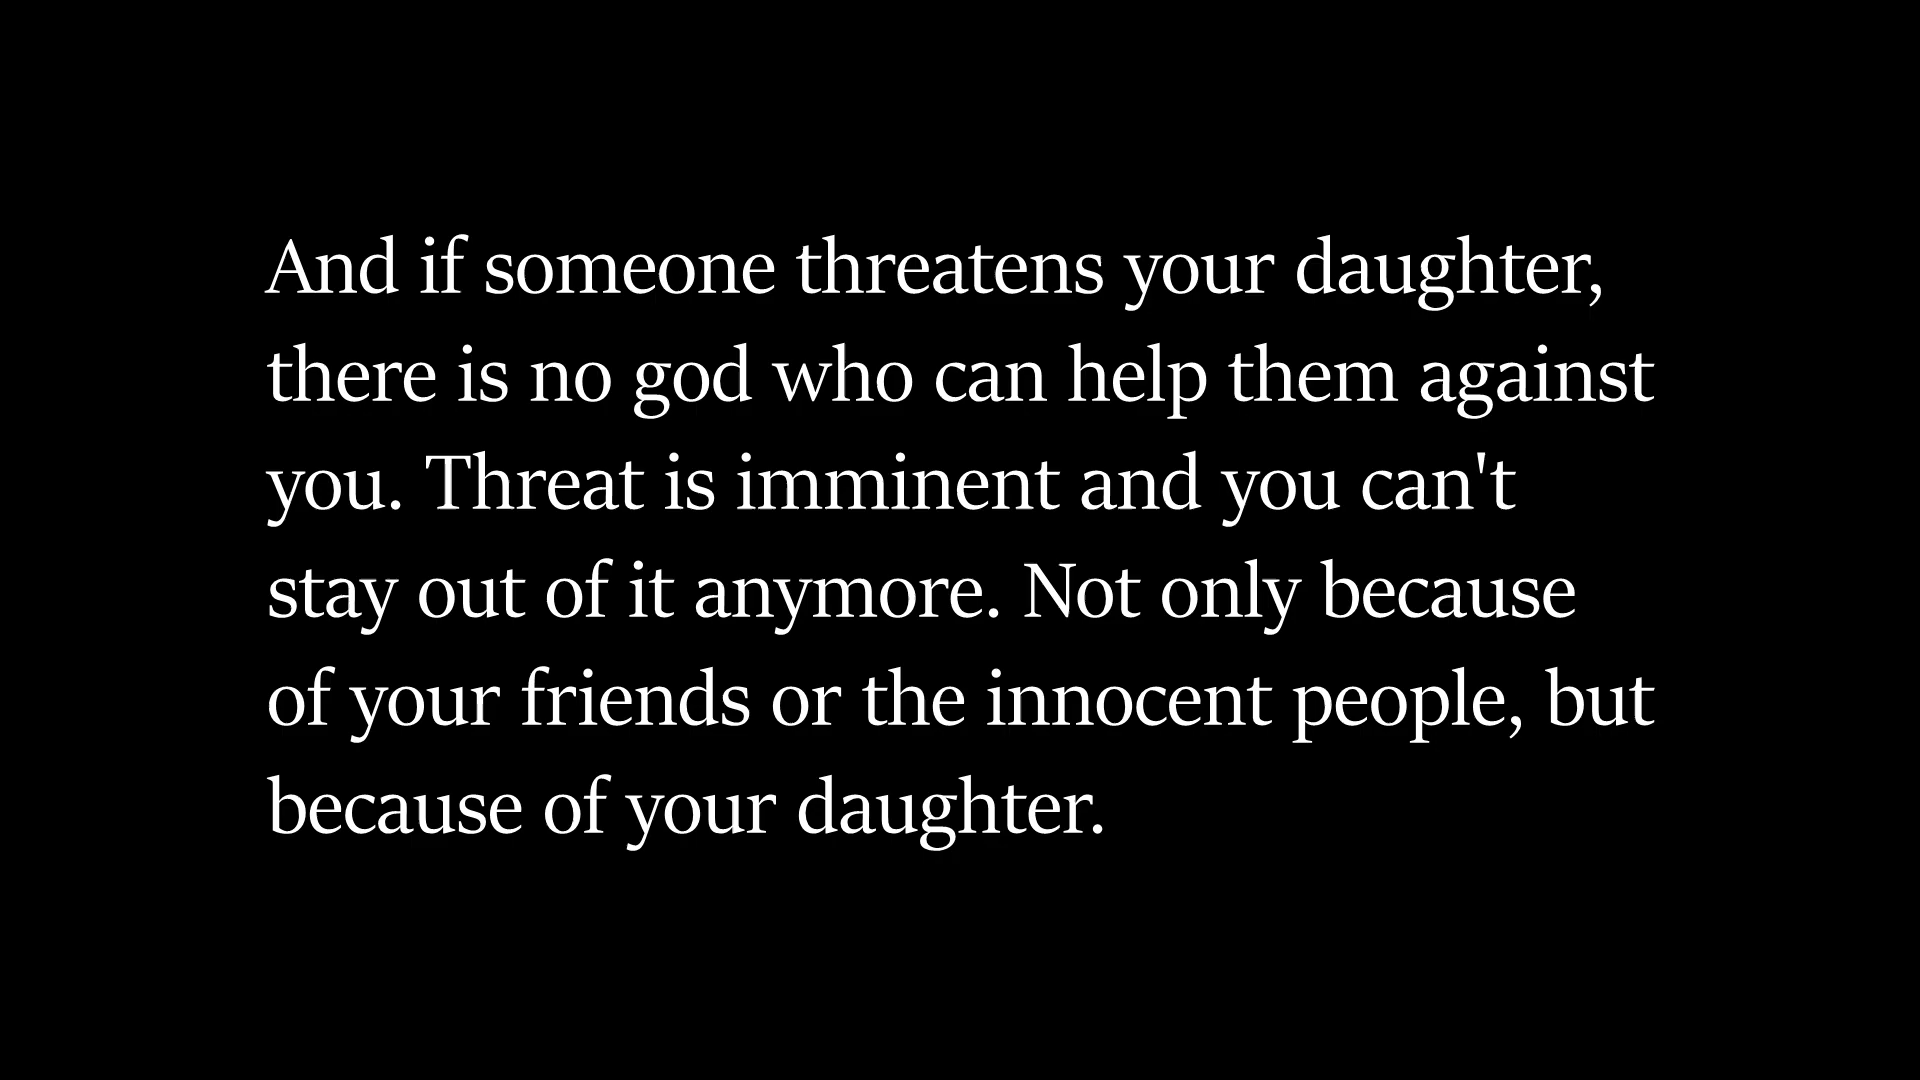 And if someone threatens your daughter,
there is no god who can help them against
you. Threat is imminent and you can't
stay out of it anymore. Not only because
of your friends or the innocent people, but
because of your daughter.